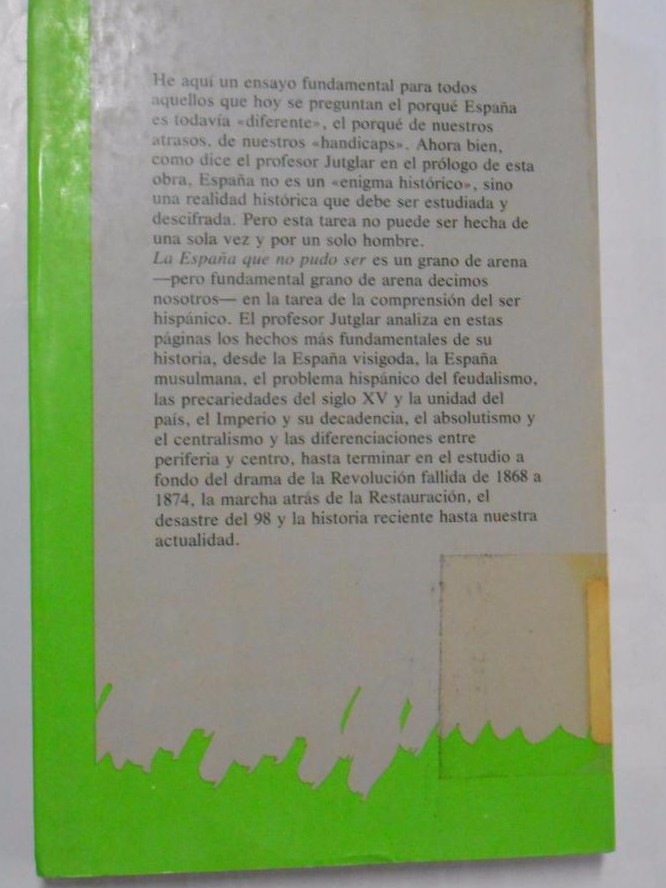 He aquí un ensayo fundamental para todos
aquellos que hoy se preguntan el porqué España
es todavía «diferente», el porqué de nuestros
atrasos, de nuestros «handicaps». Ahora bien,
como dice el profesor Jutglar en el prólogo de esta
obra, España no es un «enigma histórico», sino
una realidad histórica que debe ser estudiada y
descifrada. Pero esta tarea no puede ser hecha de
una sola vez y por un solo hombre.
La España que no pudo ser es un grano de arena
—pero fundamental grano de arena decimos
nosotros— en la tarea de la comprensión del ser
hispánico. El profesor Jutglar analiza en estas
páginas los hechos más fundamentales de su
historia, desde la España visigoda, la España
musulmana, el problema hispánico del feudalismo,
las precariedades del siglo XV y la unidad del
país, el Imperio y su decadencia, el absolutismo y
el centralismo y las diferenciaciones entre
periferia y centro, hasta terminar en el estudio a
fondo del drama de la Revolución fallida de 1868 a
1874, la marcha atrás de la Restauración, el
desastre del 98 y la historia reciente hasta nuestra
actualidad.